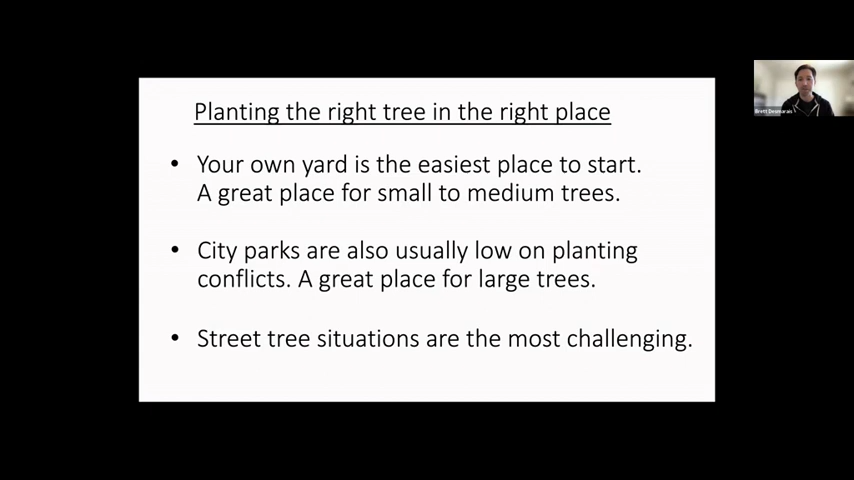 Planting the right tree in the right place
• Your own yard is the easiest place to start.
A great place for small to medium trees.
• City parks are also usually low on planting
conflicts. A great place for large trees.
• Street tree situations are the most challenging.
Brett Desmarais